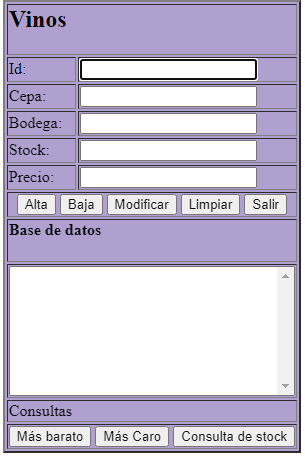 Vinos
Id:
Cepa:
Bodega:
Stock:
Precio:
Alta Baja Modificar Limpiar Salir
Base de datos
Consultas
Más barato Más Caro Consulta de stock